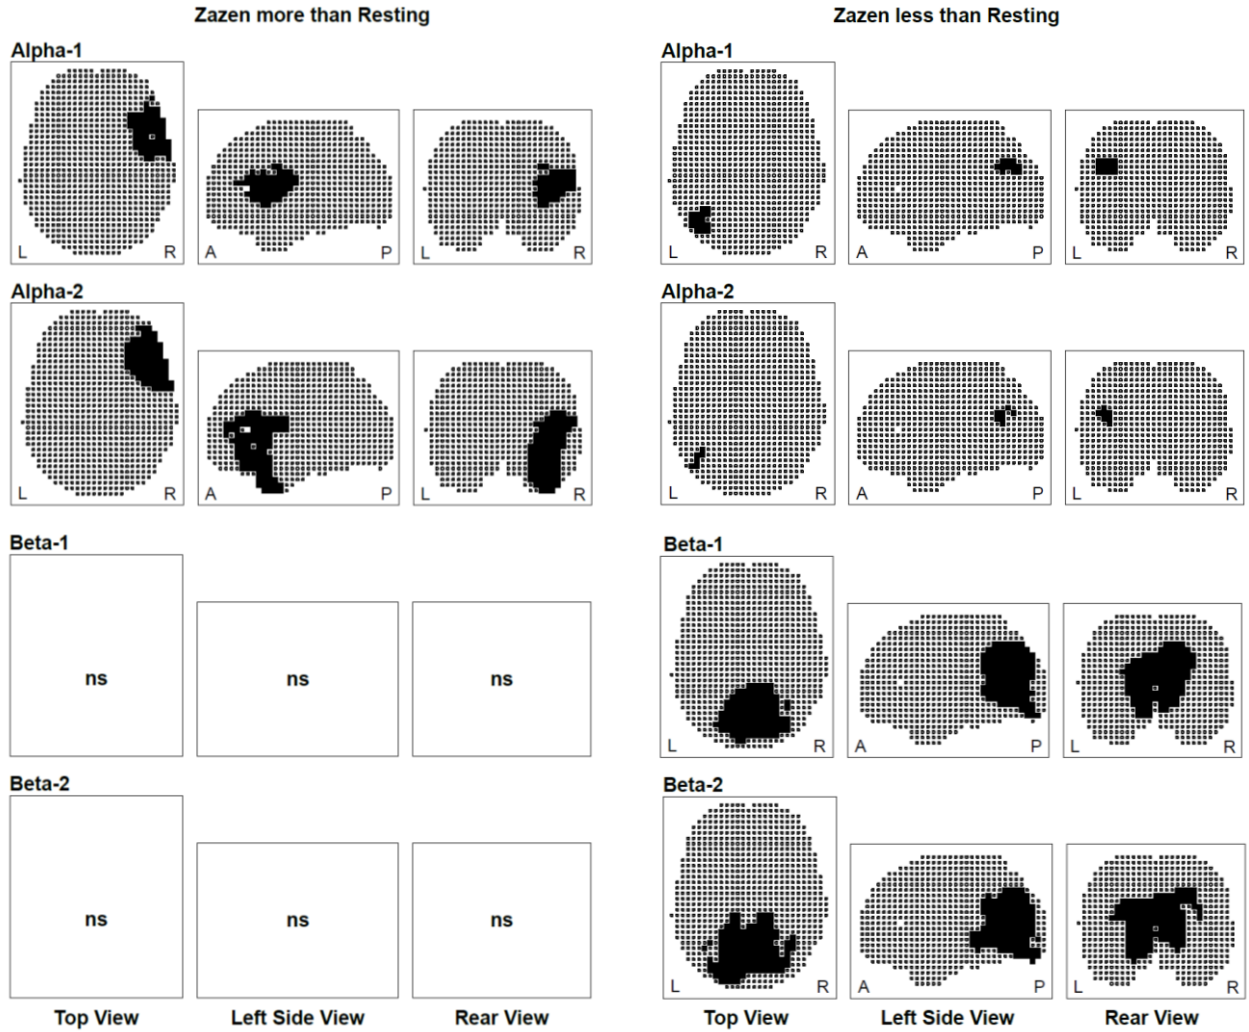 Zazen more than Resting
Zazen less than Resting
Alpha-1
L R
A P
L R
Alpha-1
L R
A P
L R
Alpha-2
L R
A P
L R
Alpha-2
L R
A P
L R
Beta-1
ns
ns
ns
Beta-1
L R
A P
L R
Beta-2
ns
ns
ns
Beta-2
L R
A P
L R
Top View
Left Side View
Rear View
Top View
Left Side View
Rear View